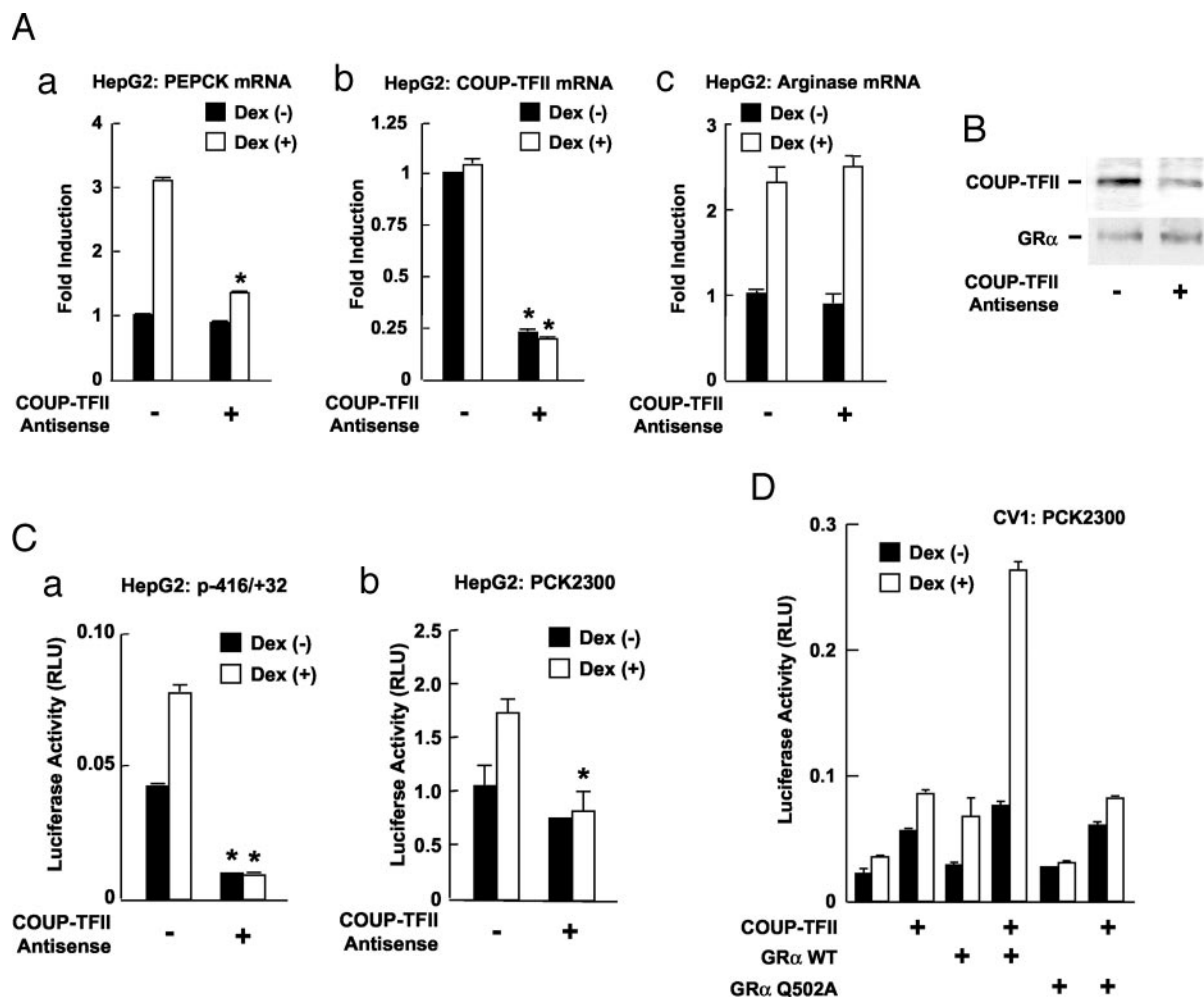 A
a
HepG2: PEPCK mRNA
Dex (-)
Dex (+)
4
3
2
1
0
Fold Induction
COUP-TFII
Antisense
-
+
*
b
HepG2: COUP-TFII mRNA
Dex (-)
Dex (+)
1.25
1
0.75
0.5
0.25
0
Fold Induction
* *
-
+
c
HepG2: Arginase mRNA
Dex (-)
Dex (+)
3
2
1
0
Fold Induction
COUP-TFII
Antisense
-
+
B
COUP-TFII
GRα
COUP-TFII
Antisense
-
+
C
a
HepG2: p-416/+32
Dex (-)
Dex (+)
0.10
0.05
0
Luciferase Activity (RLU)
* *
COUP-TFII
Antisense
-
+
b
HepG2: PCK2300
Dex (-)
Dex (+)
2.5
2.0
1.5
1.0
0.5
0
Luciferse Activity (RLU)
*
COUP-TFII
Antisense
-
+
D
CV1: PCK2300
Dex (-)
Dex (+)
0.3
0.2
0.1
0
Luciferase Activity (RLU)
COUP-TFII + + +
GRα WT + +
GRα Q502A + +